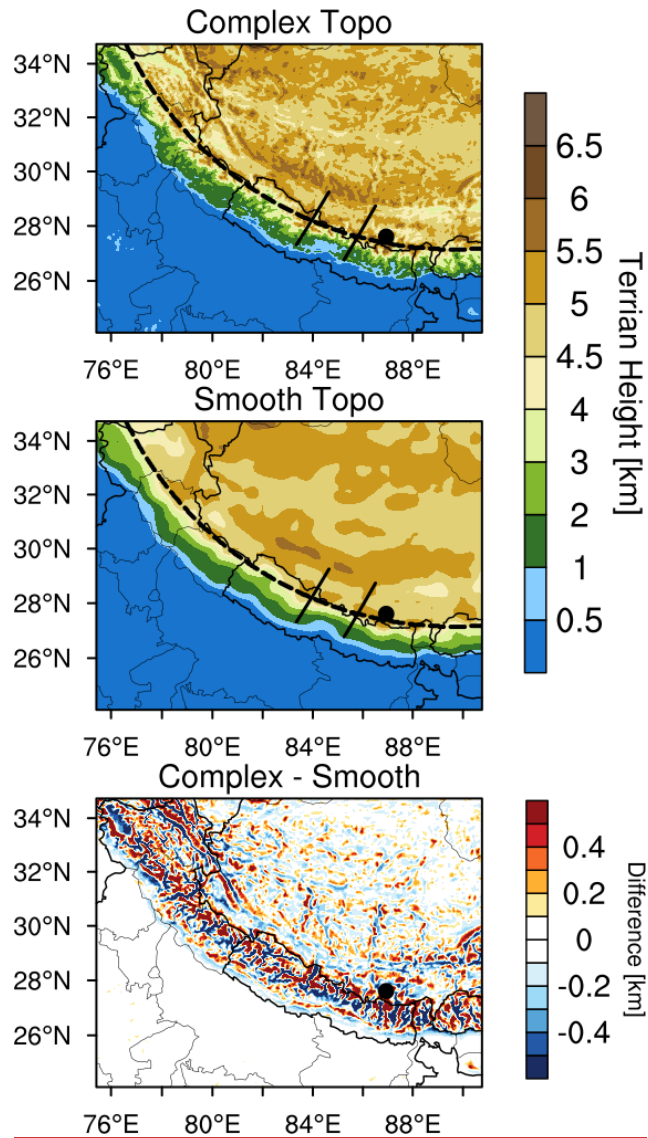 Complex Topo
34°N
32°N
30°N
28°N
26°N
76°E 80°E 84°E 88°E
Smooth Topo
34°N
32°N
30°N
28°N
26°N
76°E 80°E 84°E 88°E
6.5
6
5.5
5
4.5
4
3
2
1
0.5
Terrian Height [km]
Complex - Smooth
34°N
32°N
30°N
28°N
26°N
76°E 80°E 84°E 88°E
0.4
0.2
0
-0.2
-0.4
Difference [km]